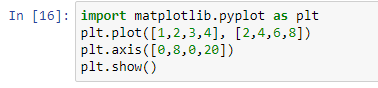 In [16]: import matplotlib.pyplot as plt
plt.plot([1,2,3,4], [2,4,6,8])
plt.axis([0,8,0,20])
plt.show()